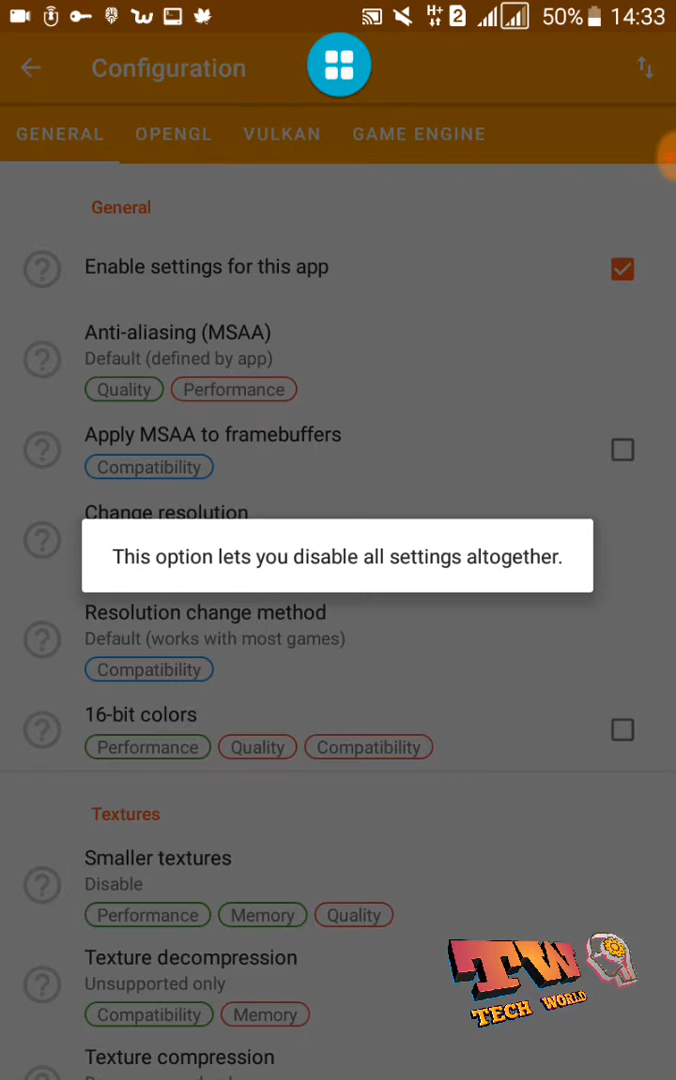 2 50% 14:33
Configuration
GENERAL OPENGL VULKAN GAME ENGINE
General
Enable settings for this app
Anti-aliasing (MSAA)
Default (defined by app)
Quality Performance
Apply MSAA to framebuffers
Compatibility
Change resolution
This option lets you disable all settings altogether.
Resolution change method
Default (works with most games)
Compatibility
16-bit colors
Performance Quality Compatibility
Textures
Smaller textures
Disable
Performance Memory Quality
Texture decompression
Unsupported only
Compatibility Memory
Texture compression
TW
TECH WORLD